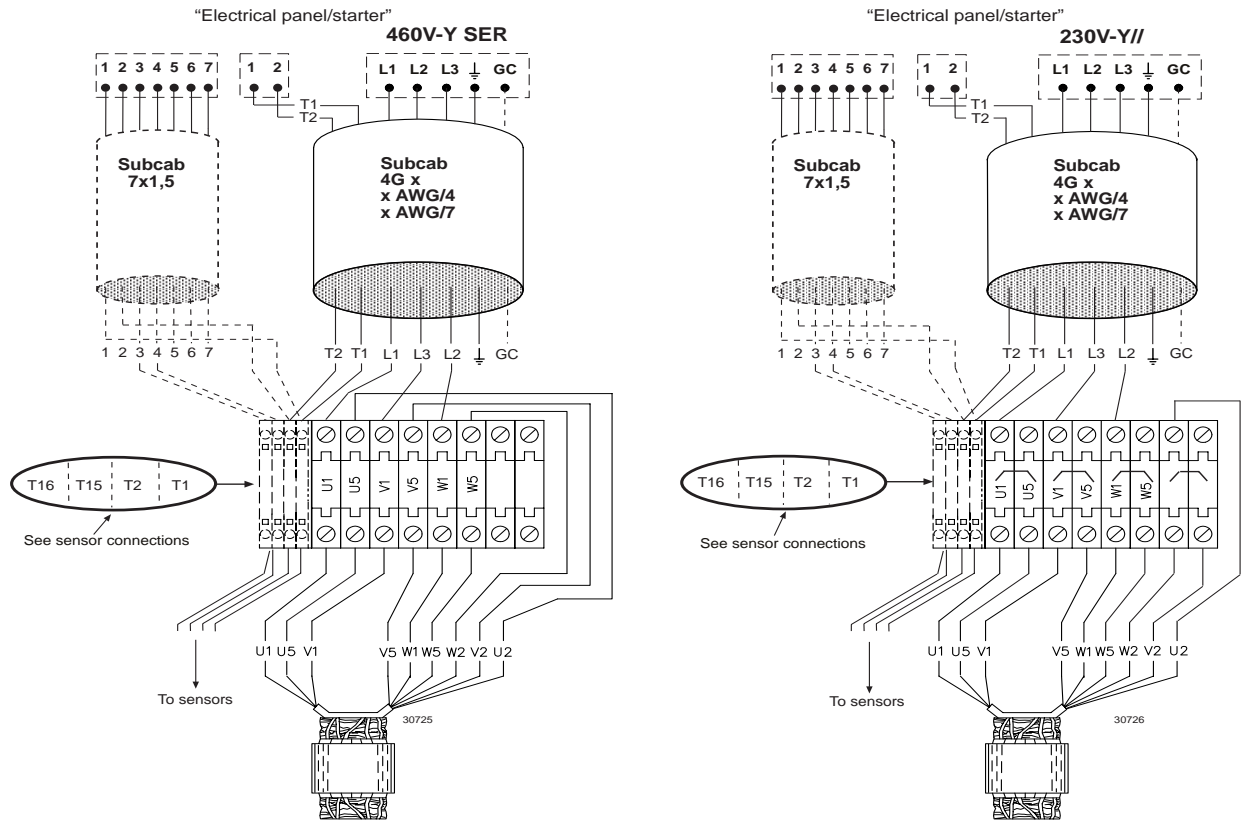 “Electrical panel/starter”
460V-Y SER
1 2 3 4 5 6 7
1 2
L1 L2 L3 GC
T1
T2
Subcab
7x1,5
Subcab
4G x
x AWG/4
x AWG/7
1 2 3 4 5 6 7
T2 T1 L1 L3 L2 GC
T16 T15 T2 T1
U1 U5 V1 V5 W1 W5
See sensor connections
U1 U5 V1 V5 W1 W5 W2 V2 U2
To sensors
30725
“Electrical panel/starter”
230V-Y//
1 2 3 4 5 6 7
1 2
L1 L2 L3 GC
T1
T2
Subcab
7x1,5
Subcab
4G x
x AWG/4
x AWG/7
1 2 3 4 5 6 7
T2 T1 L1 L3 L2 GC
T16 T15 T2 T1
U1 U5 V1 V5 W1 W5
See sensor connections
U1 U5 V1 V5 W1 W5 W2 V2 U2
To sensors
30726